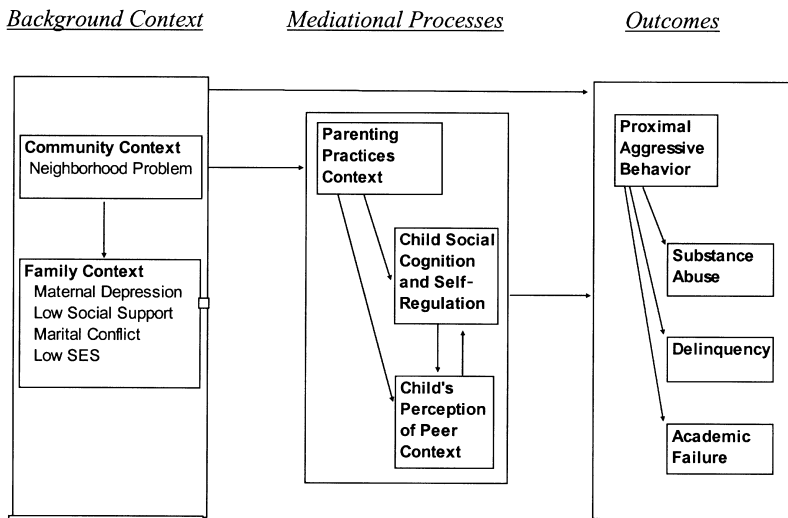 Background Context
Mediational Processes
Outcomes
Community Context
Neighborhood Problem
Family Context
Maternal Depression
Low Social Support
Marital Conflict
Low SES
Parenting
Practices
Context
Child Social
Cognition
and Self-
Regulation
Child's
Perception
of Peer
Context
Proximal
Aggressive
Behavior
Substance
Abuse
Delinquency
Academic
Failure